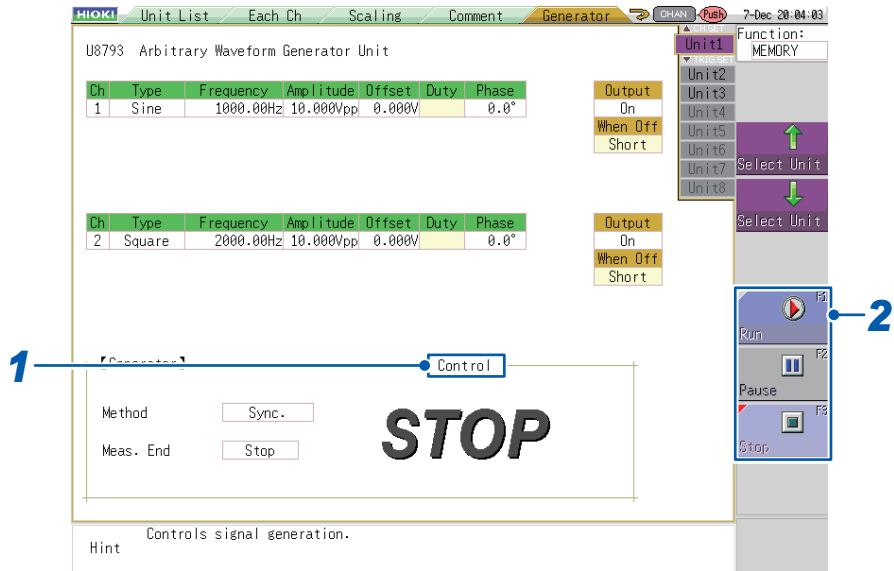 HIOKI Unit List Each Ch Scaling Comment Generator CHAN Push 7-Dec 20:04:03
CH.SET
Unit1
TRIG.SET
Unit2
Unit3
Unit4
Unit5
Unit6
Unit7
Unit8
Function:
MEMORY
Select Unit
Select Unit
U8793 Arbitrary Waveform Generator Unit
Ch Type Frequency Amplitude Offset Duty Phase
1 Sine 1000.00Hz 10.000Vpp 0.000V 0.0°
Output
On
When Off
Short
Ch Type Frequency Amplitude Offset Duty Phase
2 Square 2000.00Hz 10.000Vpp 0.000V 0.0°
Output
On
When Off
Short
F1
Run
2
F2
Pause
F3
Stop
1
【Generator】 Control
Method Sync.
Meas. End Stop
STOP
Controls signal generation.
Hint